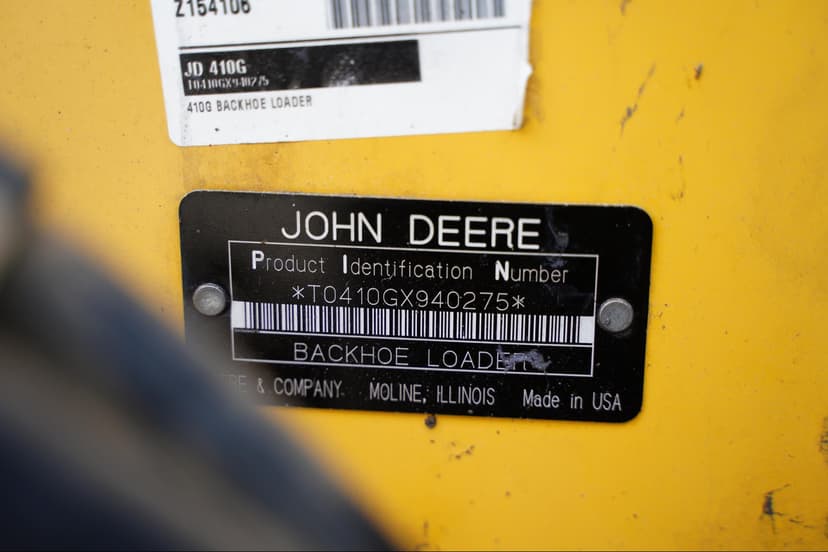 Z154106
JD 410G
T0410GX940275
410G BACKHOE LOADER
JOHN DEERE
Product Identification Number
*T0410GX940275*
BACKHOE LOADER
& COMPANY MOLINE, ILLINOIS Made in USA